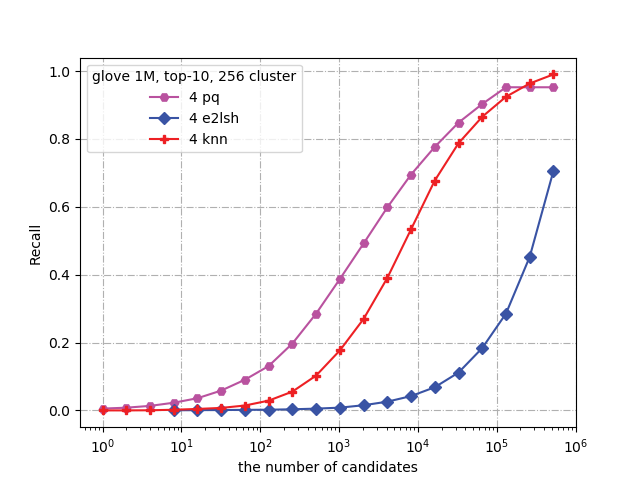 glove 1M, top-10, 256 cluster
4 pq
4 e2lsh
4 knn
Recall
1.0
0.8
0.6
0.4
0.2
0.0
10^0 10^1 10^2 10^3 10^4 10^5 10^6
the number of candidates